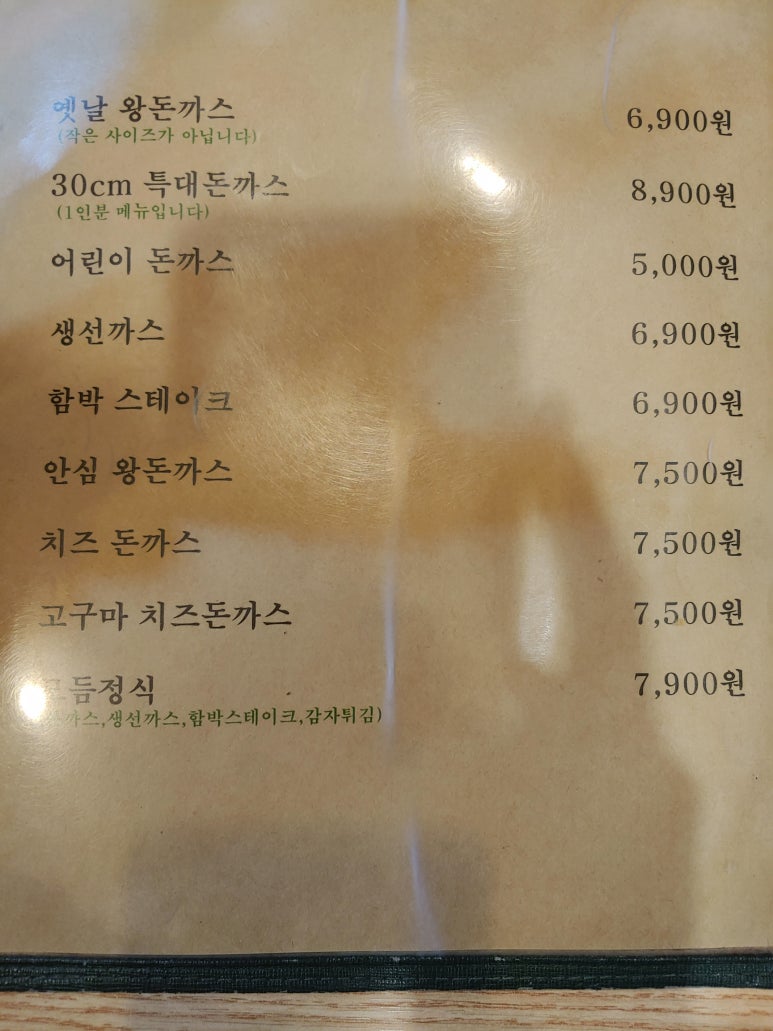 옛날 왕돈까스 6,900원
(작은 사이즈가 아닙니다)
30cm 특대돈까스 8,900원
(1인분 메뉴입니다)
어린이 돈까스 5,000원
생선까스 6,900원
함박 스테이크 6,900원
안심 왕돈까스 7,500원
치즈 돈까스 7,500원
고구마 치즈돈까스 7,500원
모듬정식 7,900원
생선까스,함박스테이크,감자튀김)